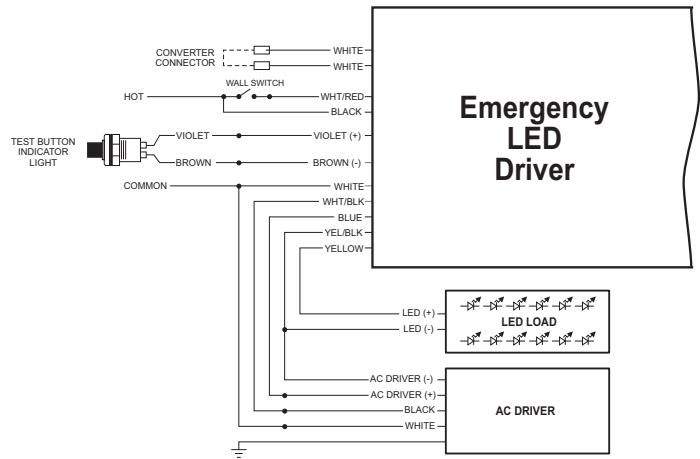 CONVERTER
CONNECTOR
WHITE
WHITE
WALL SWITCH
HOT
WHT/RED
BLACK
Emergency
LED
Driver
TEST BUTTON
INDICATOR
LIGHT
VIOLET
VIOLET (+)
BROWN
BROWN (-)
COMMON
WHITE
WHT/BLK
BLUE
YEL/BLK
YELLOW
LED (+)
LED (-)
LED LOAD
AC DRIVER (-)
AC DRIVER (+)
BLACK
WHITE
AC DRIVER